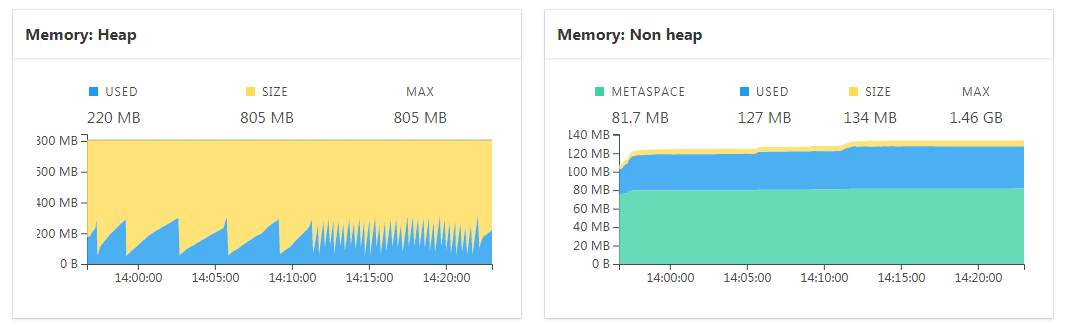 Memory: Heap
USED SIZE MAX
220 MB 805 MB 805 MB
800 MB
600 MB
400 MB
200 MB
0 B
14:00:00 14:05:00 14:10:00 14:15:00 14:20:00
Memory: Non heap
METASPACE USED SIZE MAX
81.7 MB 127 MB 134 MB 1.46 GB
140 MB
120 MB
100 MB
80 MB
60 MB
40 MB
20 MB
0 B
14:00:00 14:05:00 14:10:00 14:15:00 14:20:00